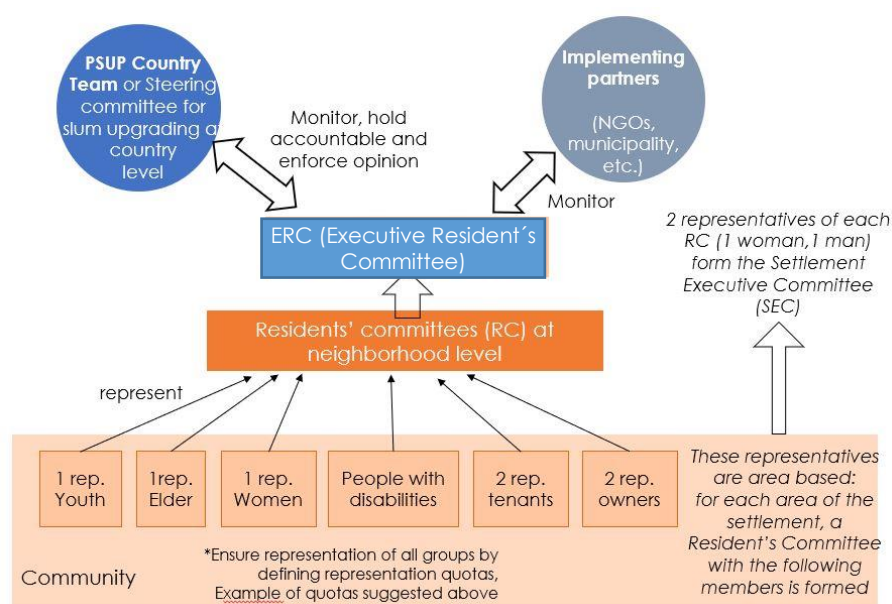 PSUP Country
Team or Steering
committee for
slum upgrading at
country
level
Implementing
partners
(NGOs,
municipality,
etc.)
Monitor, hold
accountable and
enforce opinion
Monitor
ERC (Executive Resident´s
Committee)
2 representatives of each
RC (1 woman,1 man)
form the Settlement
Executive Committee
(SEC)
Residents’ committees (RC) at
neighborhood level
represent
1 rep.
Youth
1rep.
Elder
1 rep.
Women
People with
disabilities
2 rep.
tenants
2 rep.
owners
These representatives
are area based:
for each area of the
settlement, a
Resident’s Committee
with the following
members is formed
Community
*Ensure representation of all groups by
defining representation quotas,
Example of quotas suggested above